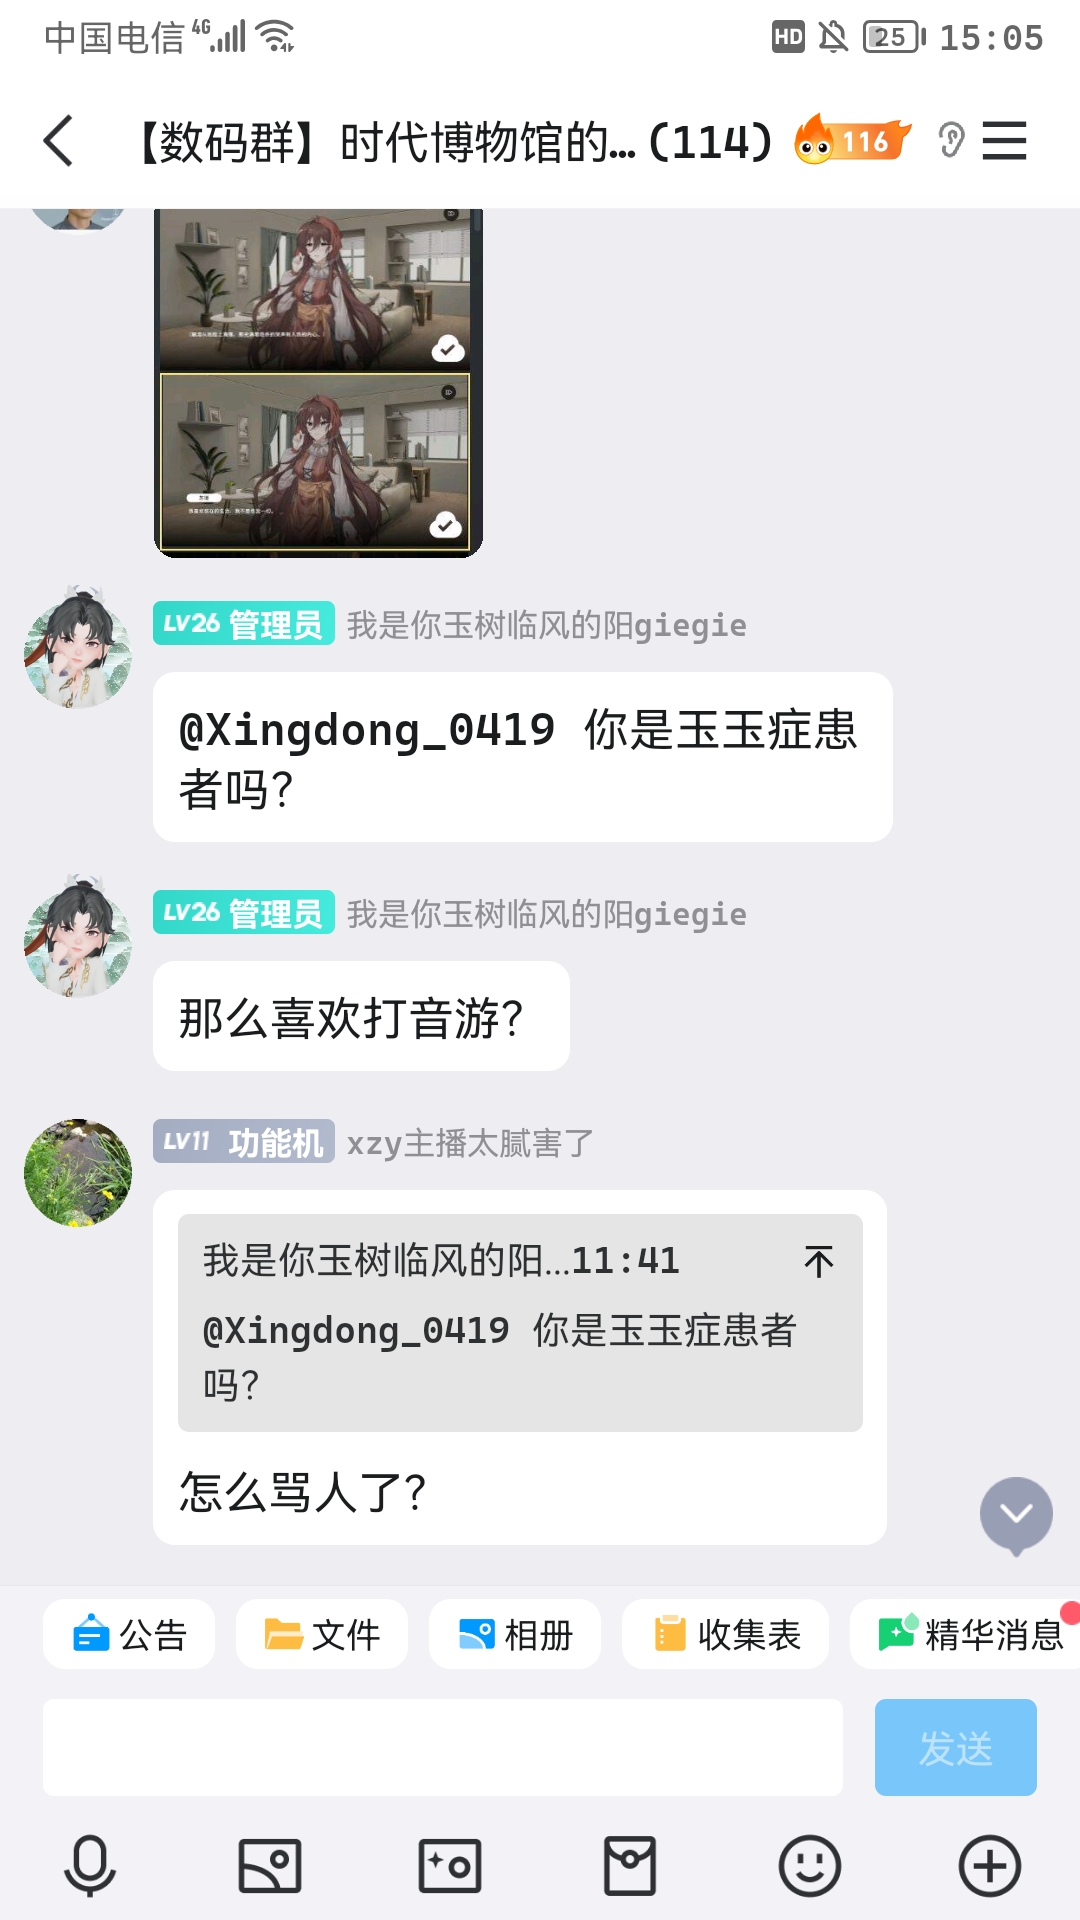 中国电信 4G HD 25 15:05
【数码群】时代博物馆的...(114) 116
LV26 管理员 我是你玉树临风的阳giegie
@Xingdong_0419 你是玉玉症患
者吗?
LV26 管理员 我是你玉树临风的阳giegie
那么喜欢打音游?
LV11 功能机 xzy主播太腻害了
我是你玉树临风的阳...11:41
@Xingdong_0419 你是玉玉症患者
吗?
怎么骂人了?
公告 文件 相册 收集表 精华消息
发送